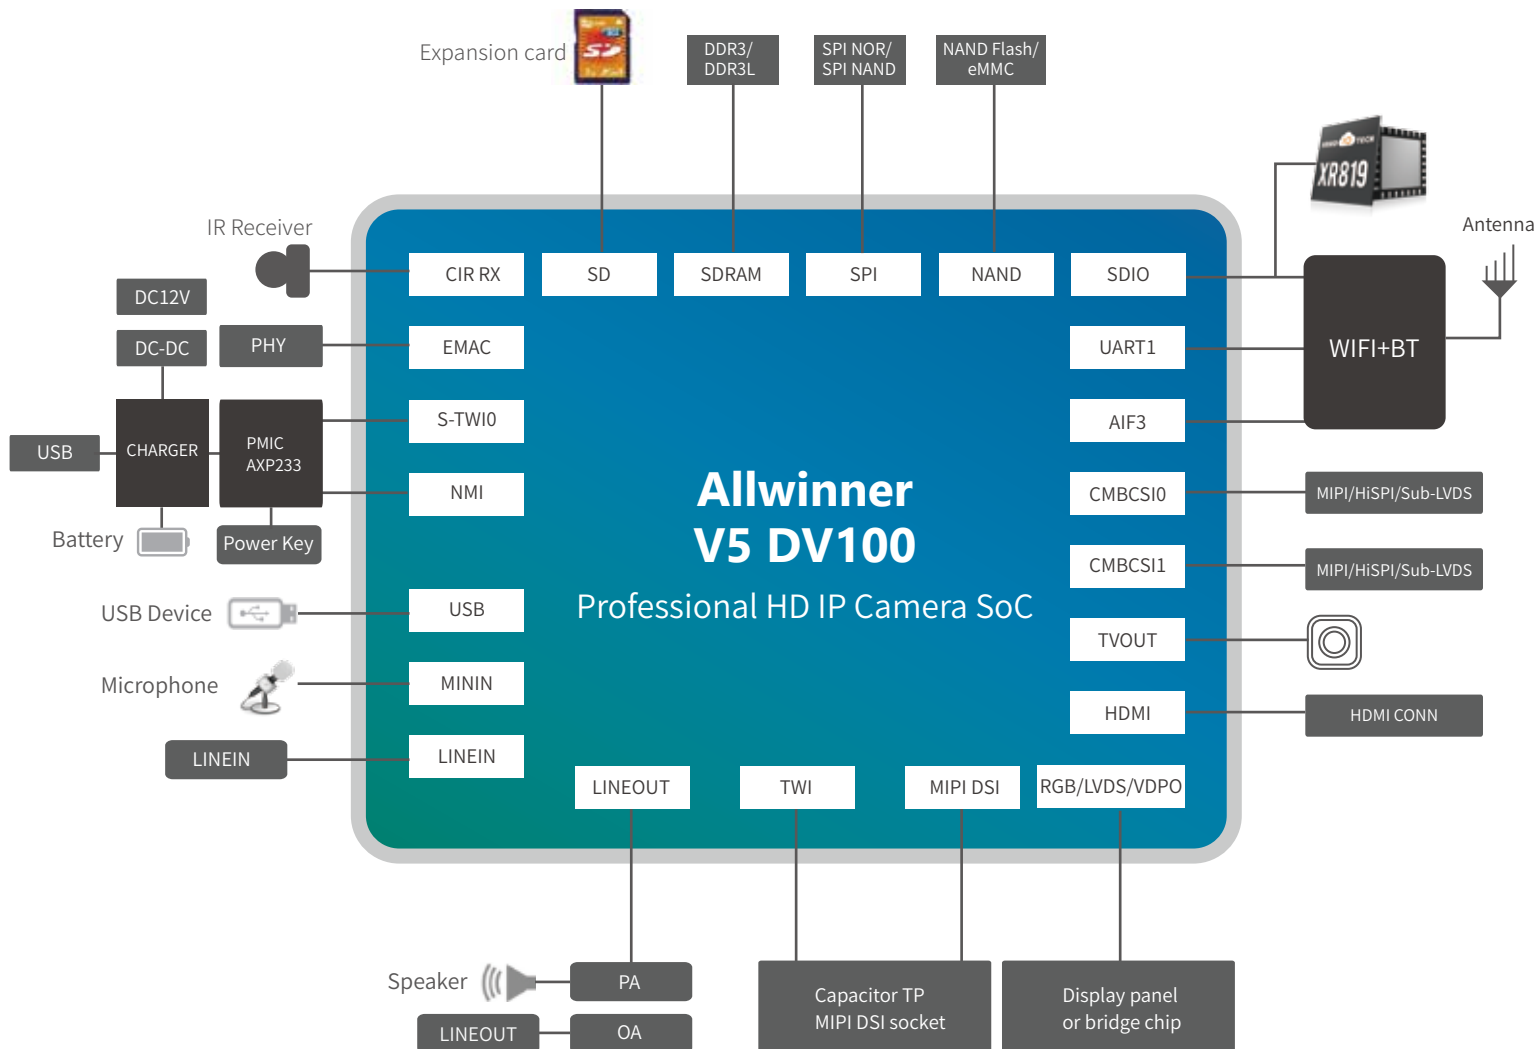 Expansion card
DDR3/
DDR3L
SPI NOR/
SPI NAND
NAND Flash/
eMMC
XR819
IR Receiver
Antenna
CIR RX
SD
SDRAM
SPI
NAND
SDIO
DC12V
DC-DC
PHY
EMAC
UART1
WIFI+BT
S-TWI0
AIF3
USB
CHARGER
PMIC
AXP233
NMI
CMBCSI0
MIPI/HiSPI/Sub-LVDS
Battery
Power Key
Allwinner
V5 DV100
Professional HD IP Camera SoC
CMBCSI1
MIPI/HiSPI/Sub-LVDS
USB Device
USB
TVOUT
Microphone
MININ
HDMI
HDMI CONN
LINEIN
LINEIN
LINEOUT
TWI
MIPI DSI
RGB/LVDS/VDPO
Speaker
PA
LINEOUT
OA
Capacitor TP
MIPI DSI socket
Display panel
or bridge chip